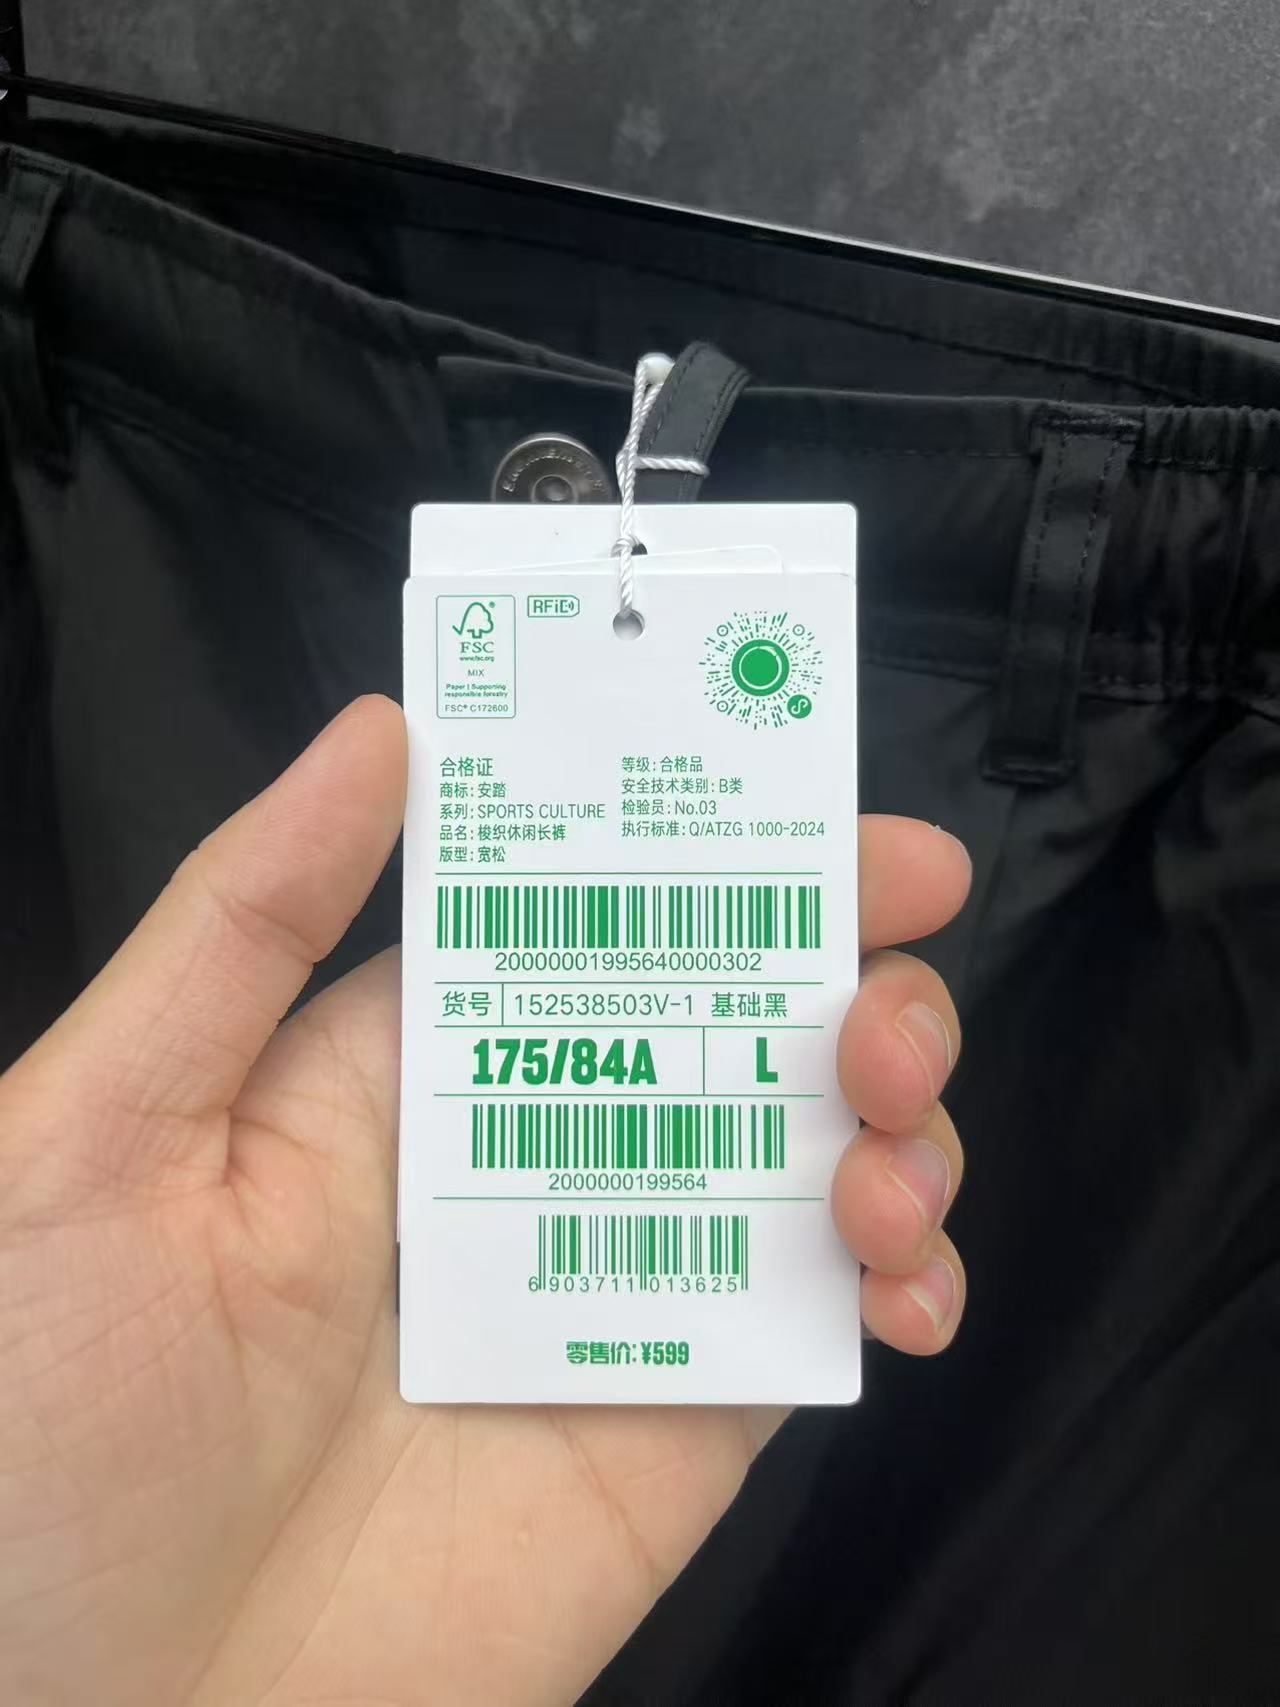 FSC
www.fsc.org
MIX
Paper | Supporting
responsible forestry
FSC® C172600
RFID
合格证
商标:安踏
系列:SPORTS CULTURE
品名:梭织休闲长裤
版型:宽松
等级:合格品
安全技术类别:B类
检验员:No.03
执行标准:Q/ATZG 1000-2024
20000001995640000302
货号 152538503V-1 基础黑
175/84A L
2000000199564
6903711013625
零售价:¥599